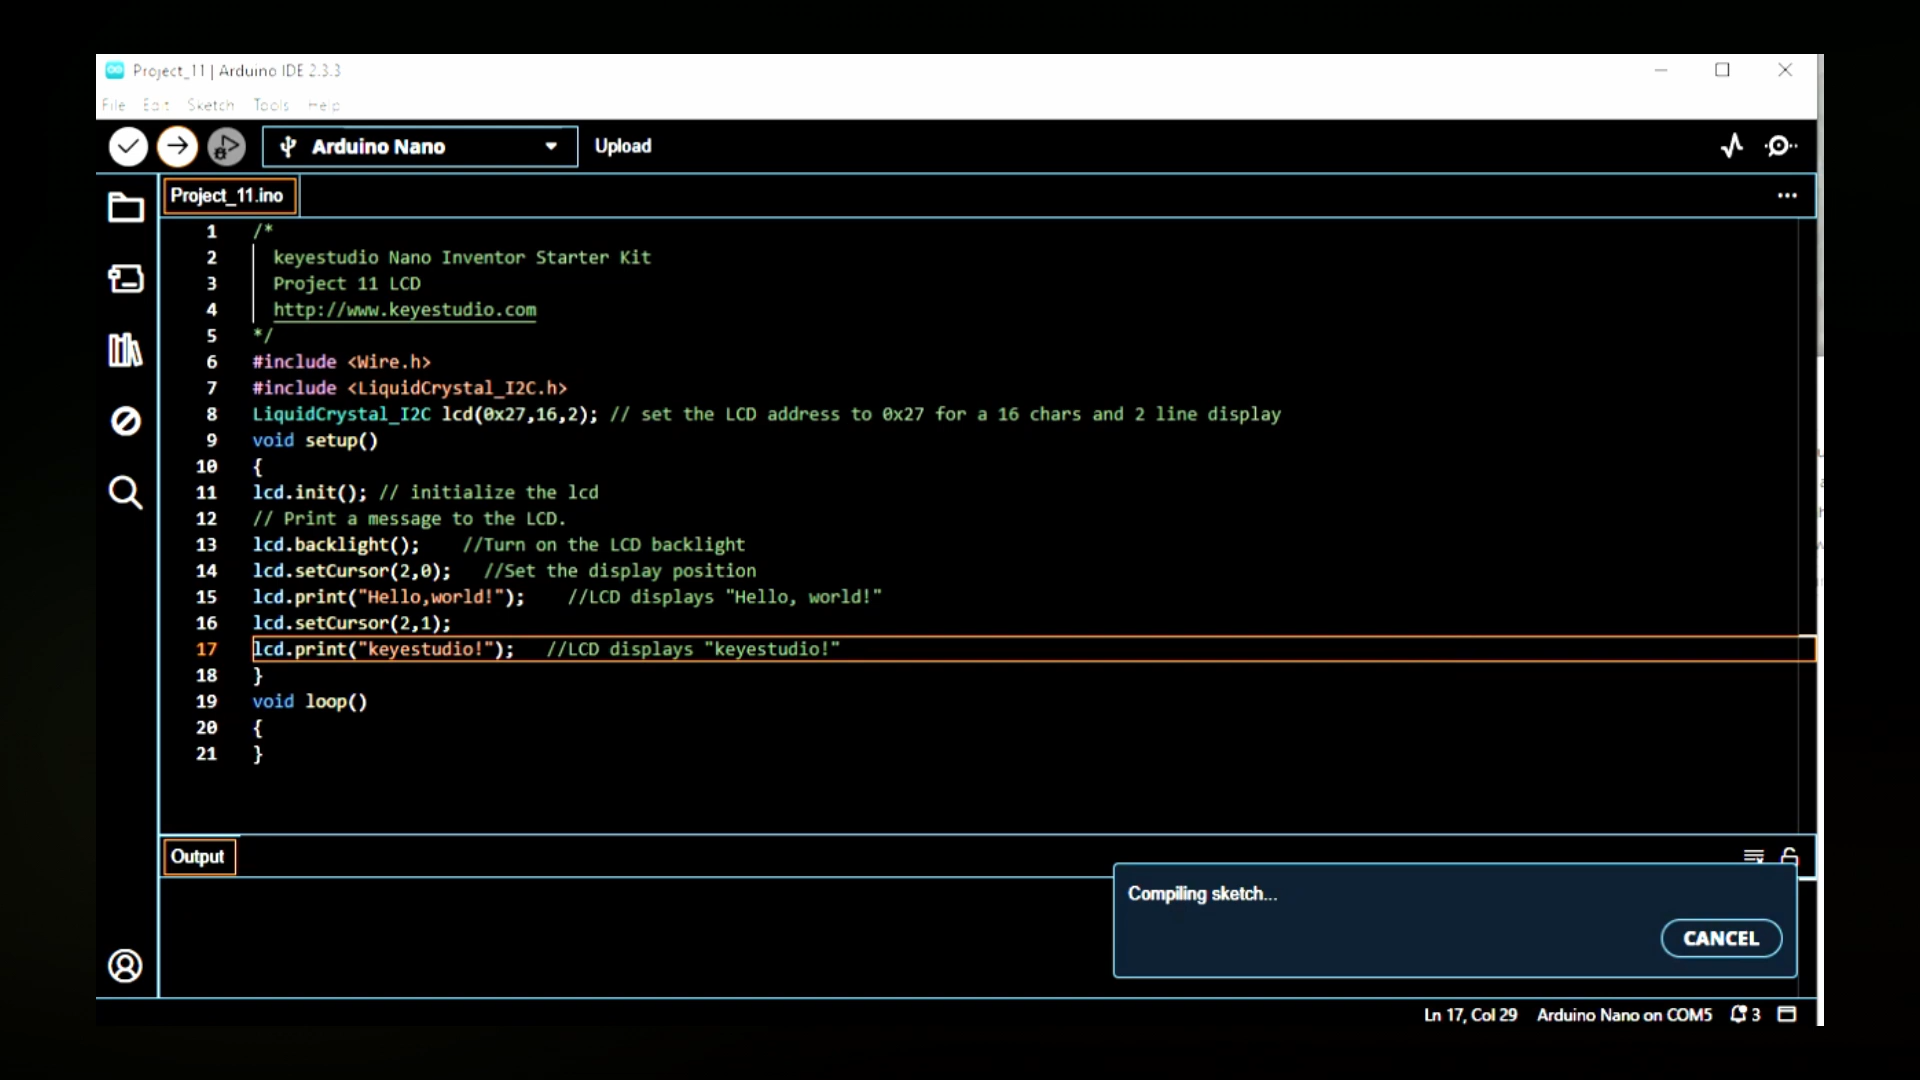 Project_11 | Arduino IDE 2.3.3
File Edit Sketch Tools Help
Arduino Nano
Upload
Project_11.ino
1 /*
2 keyestudio Nano Inventor Starter Kit
3 Project 11 LCD
4 http://www.keyestudio.com
5 */
6 #include <Wire.h>
7 #include <LiquidCrystal_I2C.h>
8 LiquidCrystal_I2C lcd(0x27,16,2); // set the LCD address to 0x27 for a 16 chars and 2 line display
9 void setup()
10 {
11 lcd.init(); // initialize the lcd
12 // Print a message to the LCD.
13 lcd.backlight(); //Turn on the LCD backlight
14 lcd.setCursor(2,0); //Set the display position
15 lcd.print("Hello,world!"); //LCD displays "Hello, world!"
16 lcd.setCursor(2,1);
17 lcd.print("keyestudio!"); //LCD displays "keyestudio!"
18 }
19 void loop()
20 {
21 }
Output
Compiling sketch...
CANCEL
Ln 17, Col 29 Arduino Nano on COM5 3